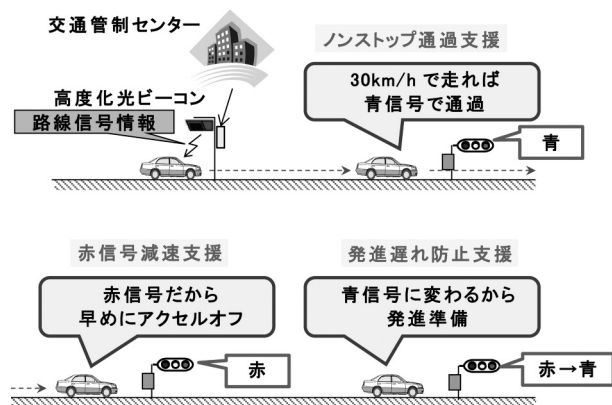 交通管制センター
ノンストップ通過支援
高度化光ビーコン
路線信号情報
30km/h で走れば
青信号で通過
青
赤信号減速支援
発進遅れ防止支援
赤信号だから
早めにアクセルオフ
赤
青信号に変わるから
発進準備
赤→青